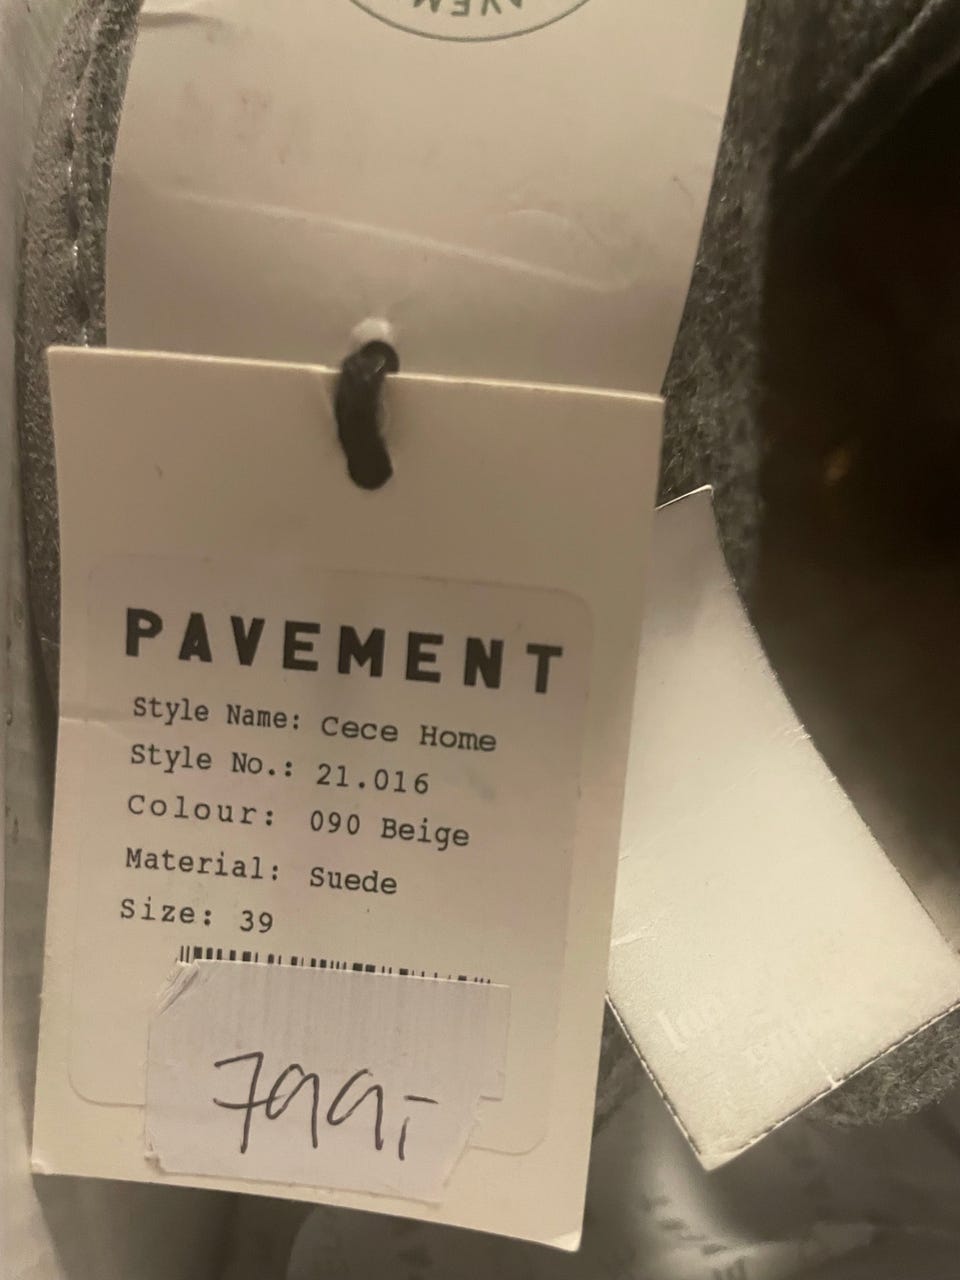 PAVEMENT
Style Name: Cece Home
Style No.: 21.016
Colour: 090 Beige
Material: Suede
Size: 39
799,-